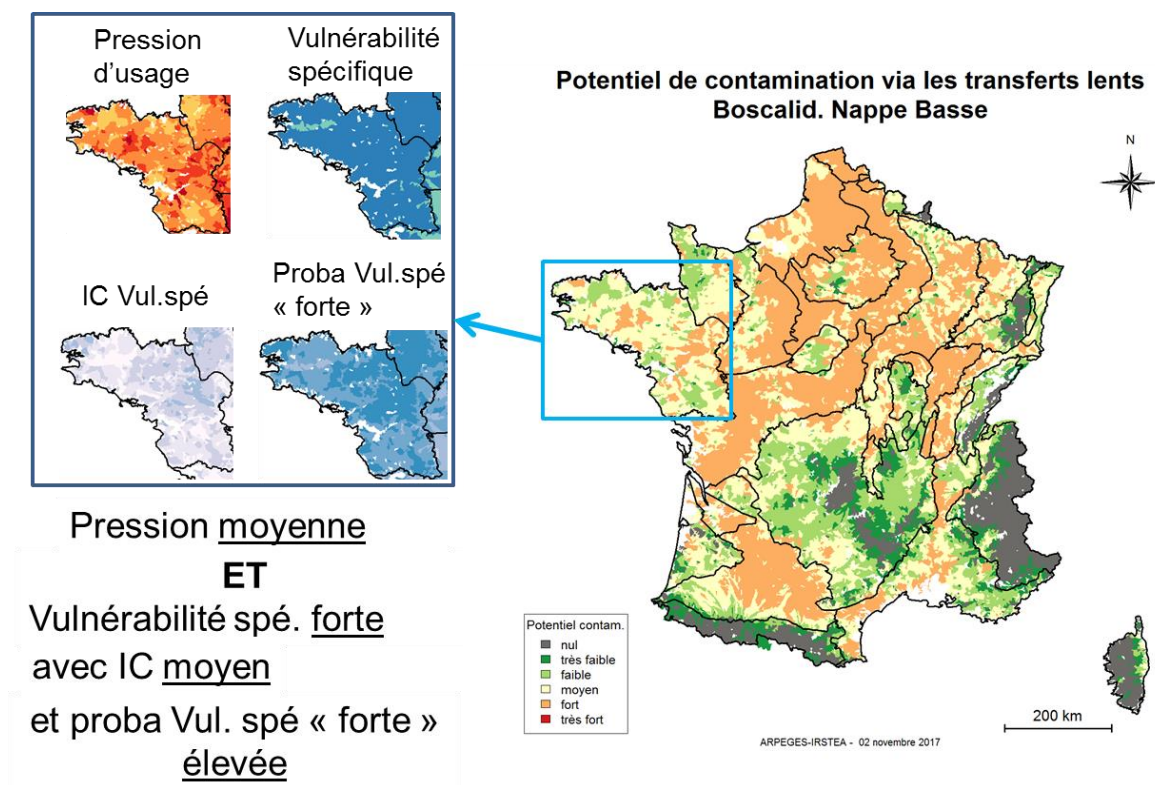 Pression
d'usage
Vulnérabilité
spécifique
IC Vul.spé
Proba Vul.spé
« forte »
Pression moyenne
ET
Vulnérabilité spé. forte
avec IC moyen
et proba Vul. spé « forte »
élevée
Potentiel de contamination via les transferts lents
Boscalid. Nappe Basse
N
Potentiel contam.
nul
très faible
faible
moyen
fort
très fort
200 km
ARPEGES-IRSTEA - 02 novembre 2017